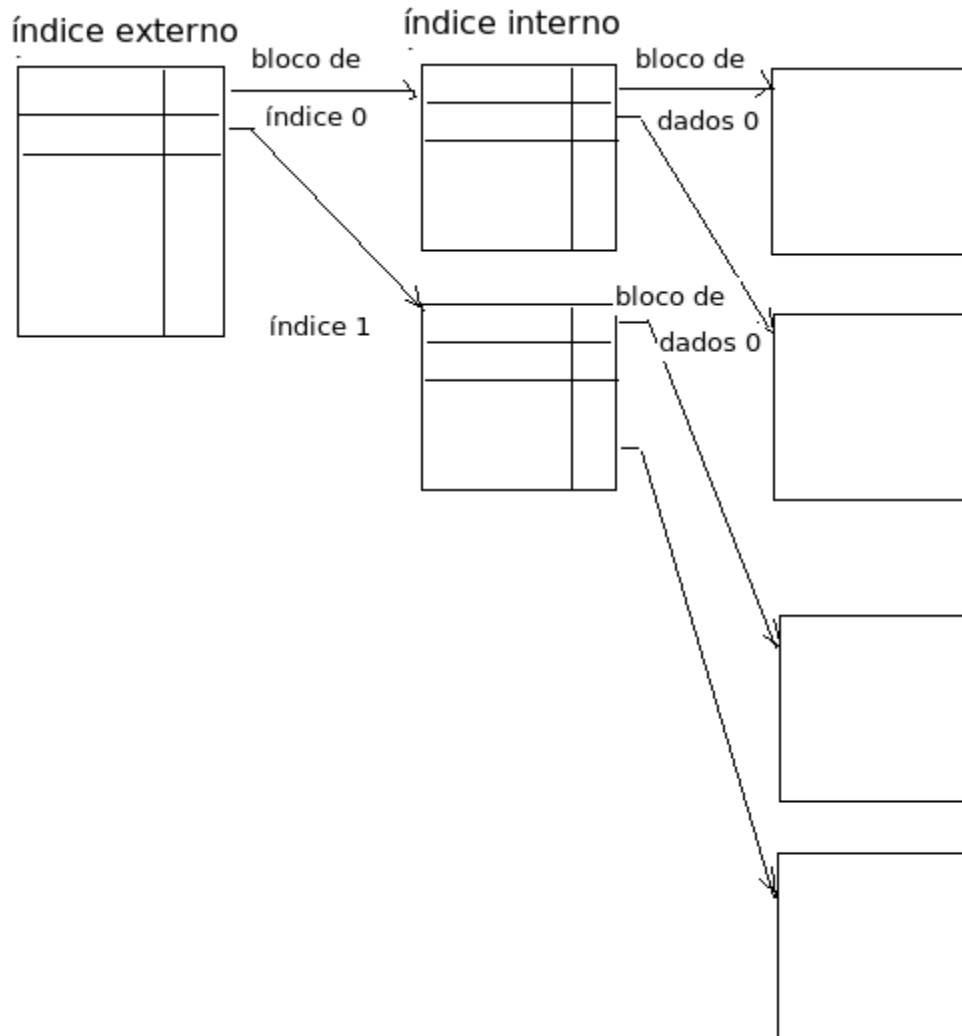 índice externo
índice interno
bloco de
índice 0
bloco de
dados 0
índice 1
bloco de
dados 0